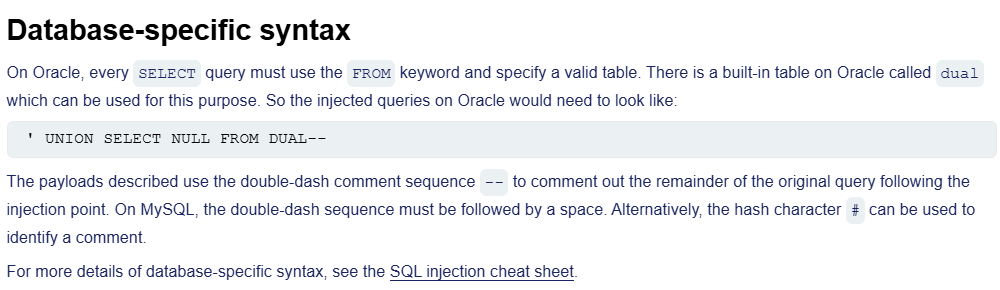 Database-specific syntax
On Oracle, every SELECT query must use the FROM keyword and specify a valid table. There is a built-in table on Oracle called dual
which can be used for this purpose. So the injected queries on Oracle would need to look like:
' UNION SELECT NULL FROM DUAL--
The payloads described use the double-dash comment sequence -- to comment out the remainder of the original query following the
injection point. On MySQL, the double-dash sequence must be followed by a space. Alternatively, the hash character # can be used to
identify a comment.
For more details of database-specific syntax, see the SQL injection cheat sheet.